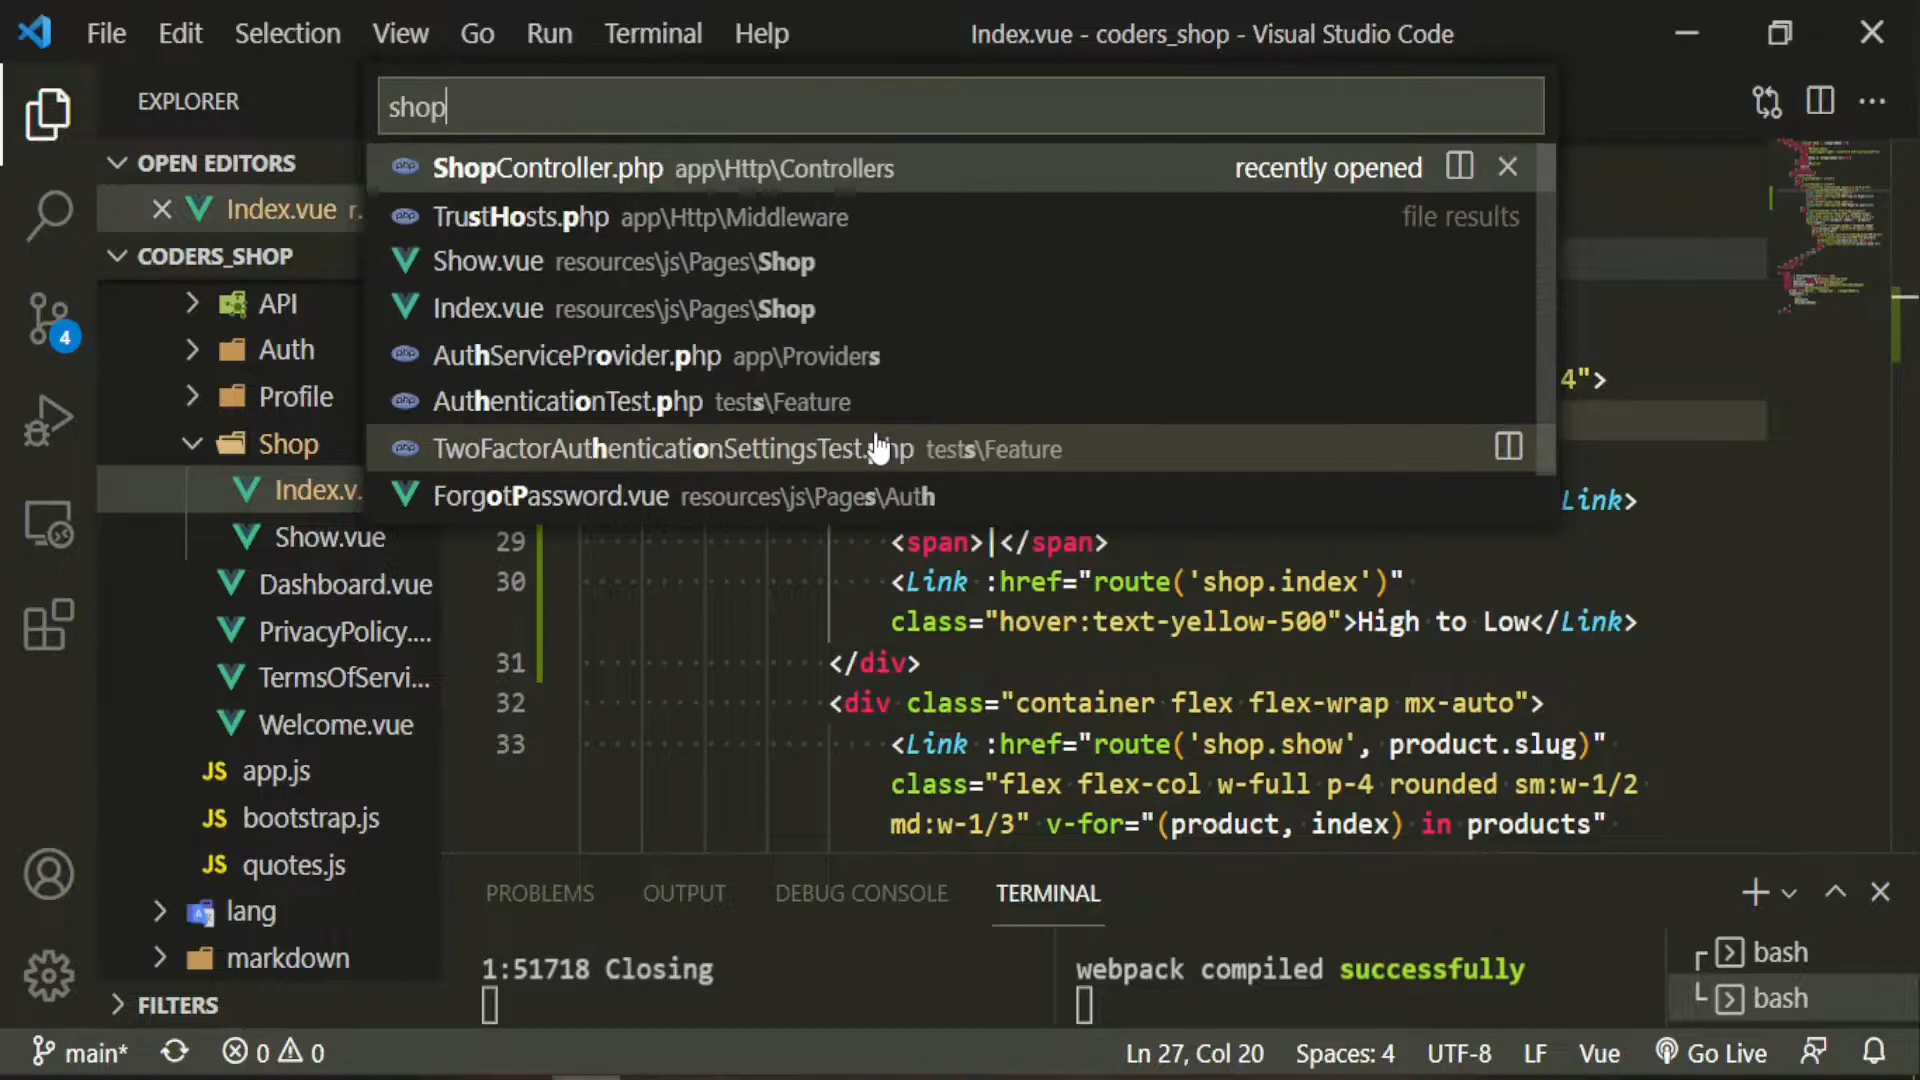 File Edit Selection View Go Run Terminal Help Index.vue - coders_shop - Visual Studio Code
EXPLORER
shop
OPEN EDITORS
ShopController.php app\Http\Controllers recently opened
Index.vue r.
TrustHosts.php app\Http\Middleware file results
CODERS_SHOP
Show.vue resources\js\Pages\Shop
API
Index.vue resources\js\Pages\Shop
Auth
AuthServiceProvider.php app\Providers
4">
Profile
AuthenticationTest.php tests\Feature
Shop
TwoFactorAuthenticationSettingsTest.php tests\Feature
Index.v.
ForgotPassword.vue resources\js\Pages\Auth
Link>
4
Show.vue
29 <span>|</span>
Dashboard.vue
30 <Link :href="route('shop.index')"
class="hover:text-yellow-500">High to Low</Link>
PrivacyPolicy....
31 </div>
TermsOfServi...
32 <div class="container flex flex-wrap mx-auto">
Welcome.vue
33 <Link :href="route('shop.show', product.slug)"
JS app.js
class="flex flex-col w-full p-4 rounded sm:w-1/2
JS bootstrap.js
md:w-1/3" v-for="(product, index) in products"
JS quotes.js
PROBLEMS OUTPUT DEBUG CONSOLE TERMINAL
lang
markdown
1:51718 Closing
webpack compiled successfully
bash
bash
FILTERS
main* 0 0 Ln 27, Col 20 Spaces: 4 UTF-8 LF Vue Go Live